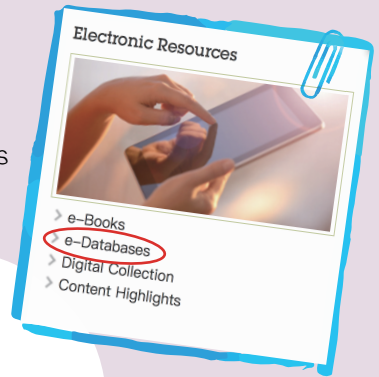 Electronic Resources
s
> e-Books
> e-Databases
> Digital Collection
> Content Highlights